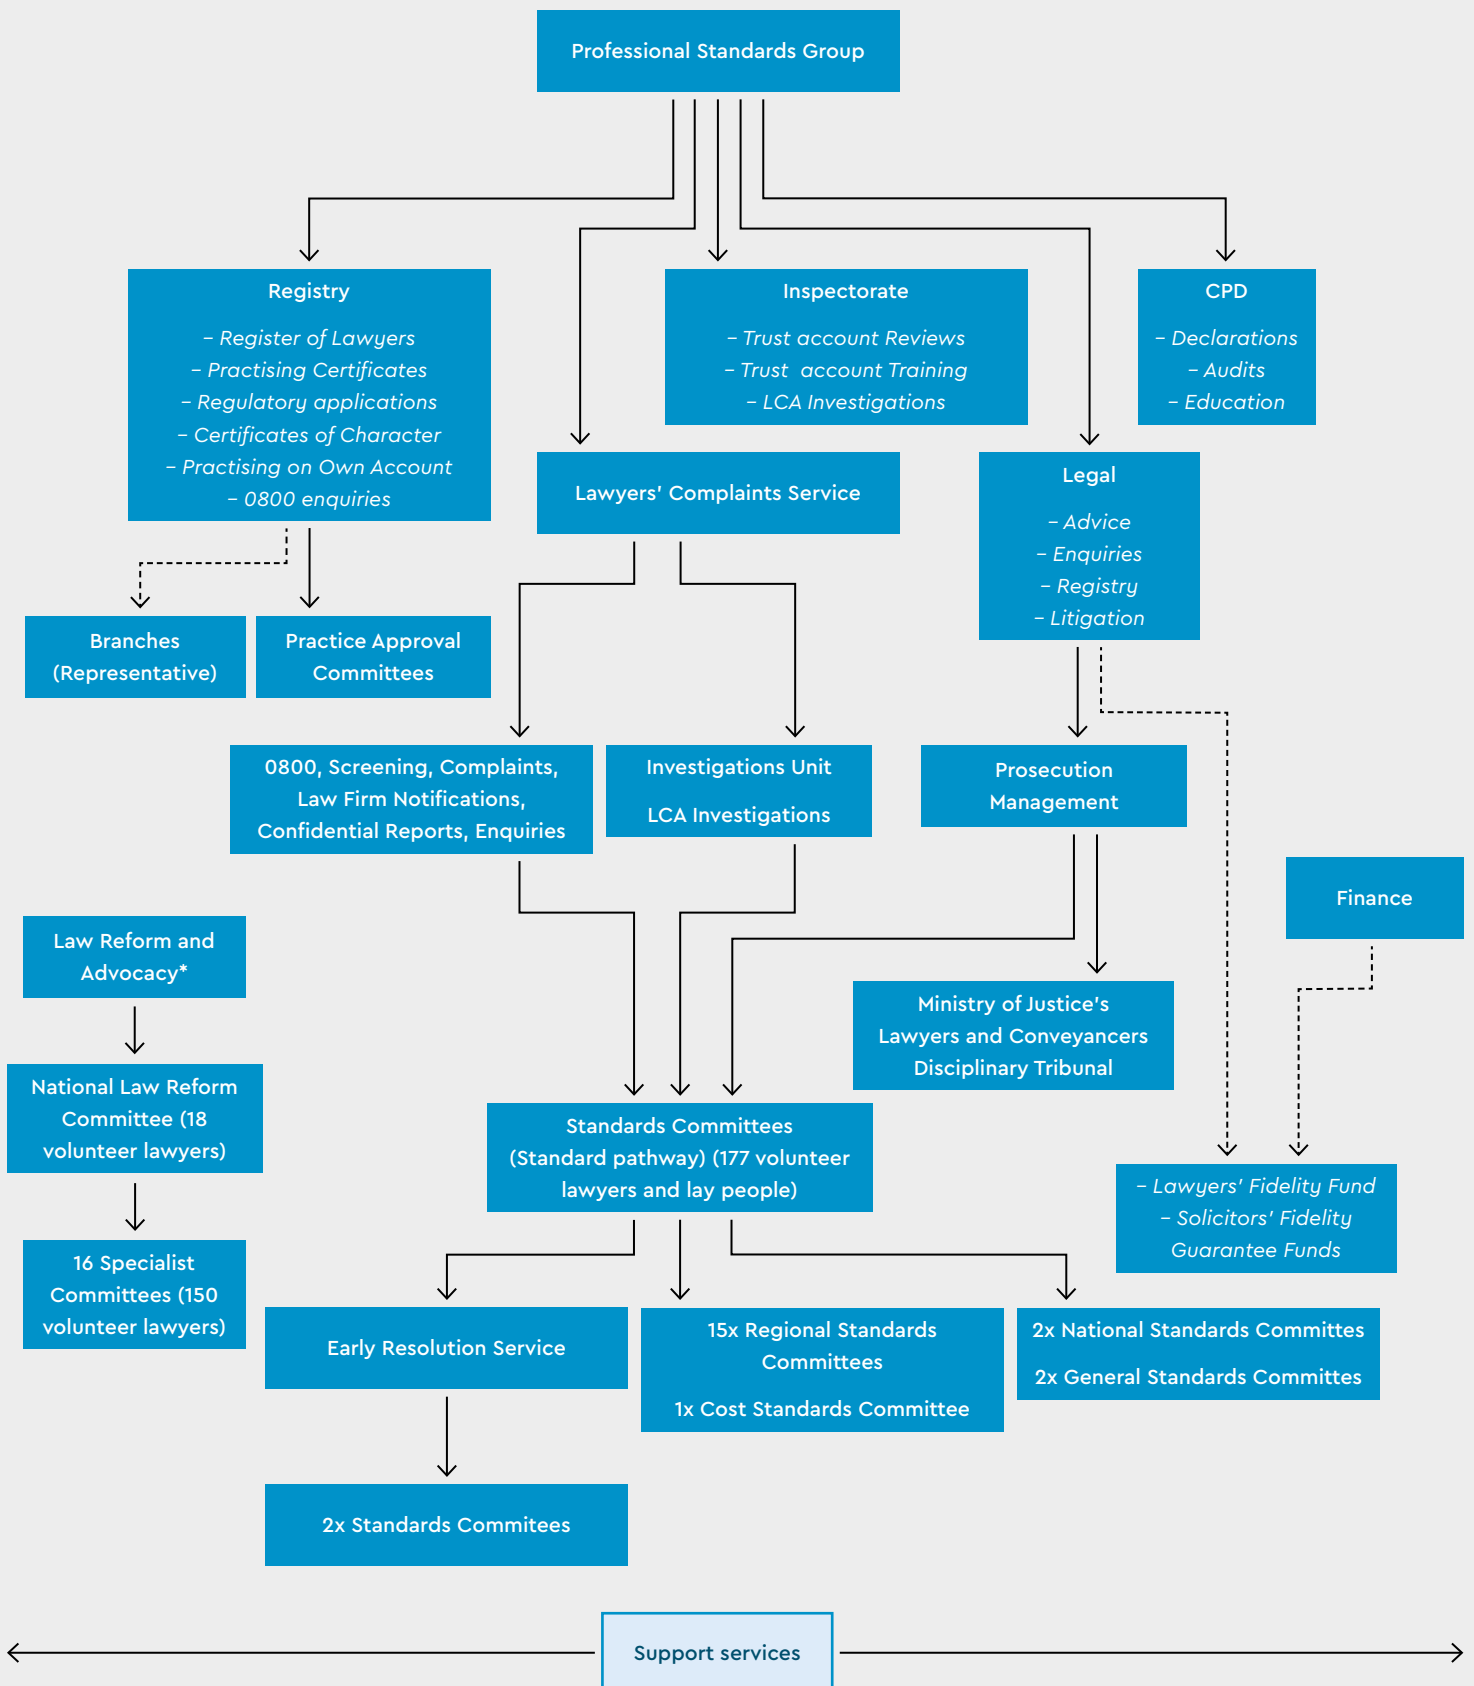 Professional Standards Group
Registry
– Register of Lawyers
– Practising Certificates
– Regulatory applications
– Certificates of Character
– Practising on Own Account
– 0800 enquiries
Inspectorate
– Trust account Reviews
– Trust account Training
– LCA Investigations
CPD
– Declarations
– Audits
– Education
Lawyers’ Complaints Service
Legal
– Advice
– Enquiries
– Registry
– Litigation
Branches
(Representative)
Practice Approval
Committees
0800, Screening, Complaints,
Law Firm Notifications,
Confidential Reports, Enquiries
Investigations Unit
LCA Investigations
Prosecution
Management
Finance
Law Reform and
Advocacy*
Ministry of Justice’s
Lawyers and Conveyancers
Disciplinary Tribunal
National Law Reform
Committee (18
volunteer lawyers)
Standards Committees
(Standard pathway) (177 volunteer
lawyers and lay people)
– Lawyers’ Fidelity Fund
– Solicitors’ Fidelity
Guarantee Funds
16 Specialist
Committees (150
volunteer lawyers)
Early Resolution Service
15x Regional Standards
Committees
1x Cost Standards Committee
2x National Standards Committes
2x General Standards Committes
2x Standards Commitees
Support services